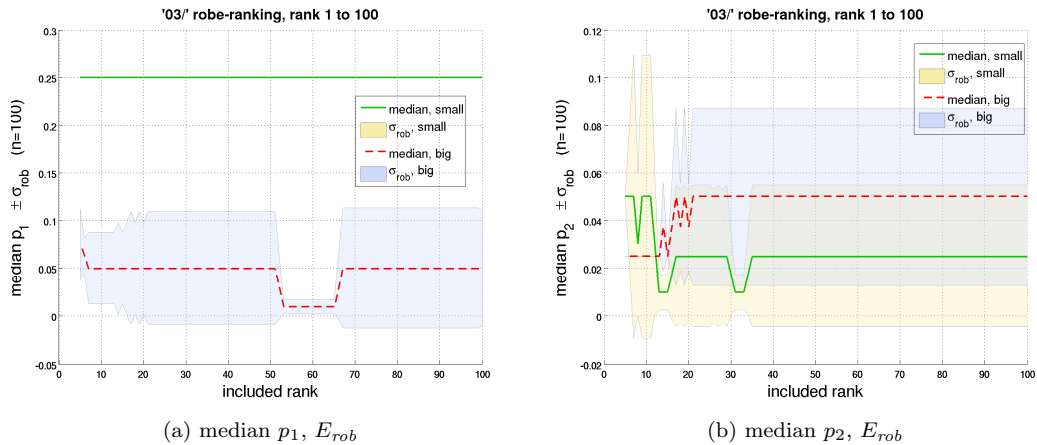 '03/' robe-ranking, rank 1 to 100
median p1 ± σrob (n=100)
0.3
0.25
0.2
0.15
0.1
0.05
0
-0.05
median, small
σrob, small
median, big
σrob, big
0 10 20 30 40 50 60 70 80 90 100
included rank
(a) median p1, Erob
'03/' robe-ranking, rank 1 to 100
median p2 ± σrob (n=100)
0.12
0.1
0.08
0.06
0.04
0.02
0
-0.02
median, small
σrob, small
median, big
σrob, big
0 10 20 30 40 50 60 70 80 90 100
included rank
(b) median p2, Erob